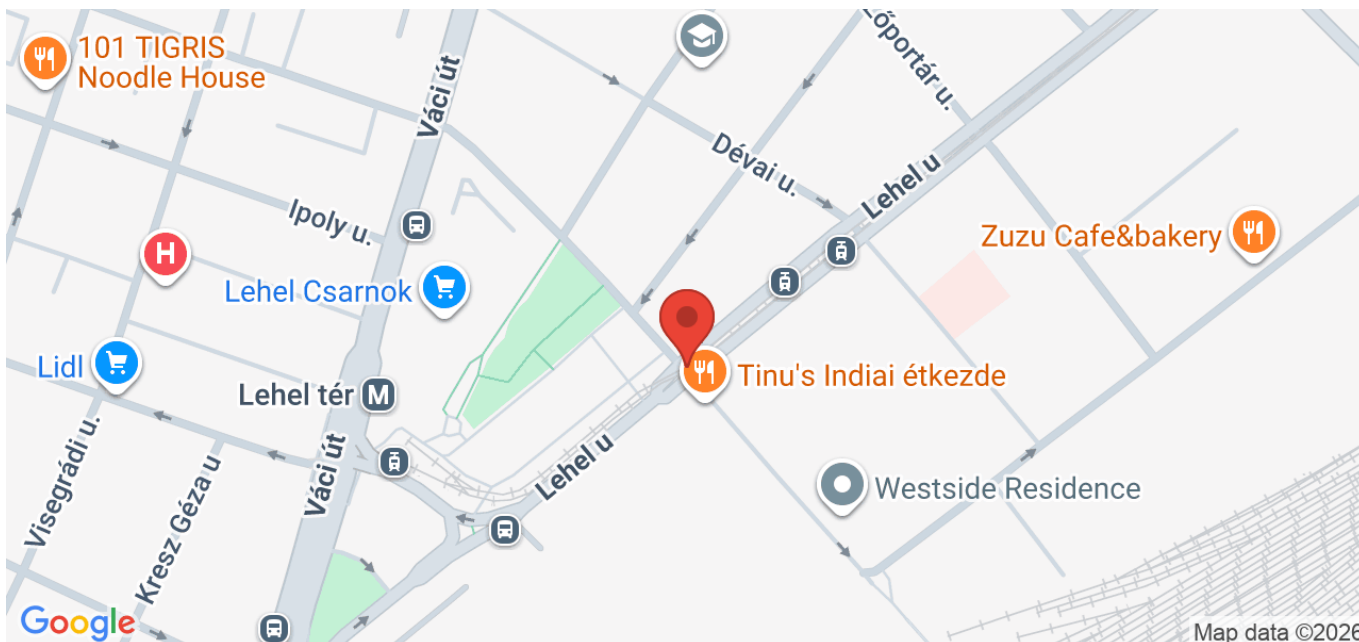 101 TIGRIS
Noodle House
Váci út
Lőportár u.
Dévai u.
Lehel u
Ipoly u.
H
Zuzu Cafe&bakery
Lehel Csarnok
Lidl
Lehel tér M
Tinu's Indiai étkezde
Visegrádi u.
Kresz Géza u
Váci út
Lehel u
Westside Residence
Google
Map data ©2026